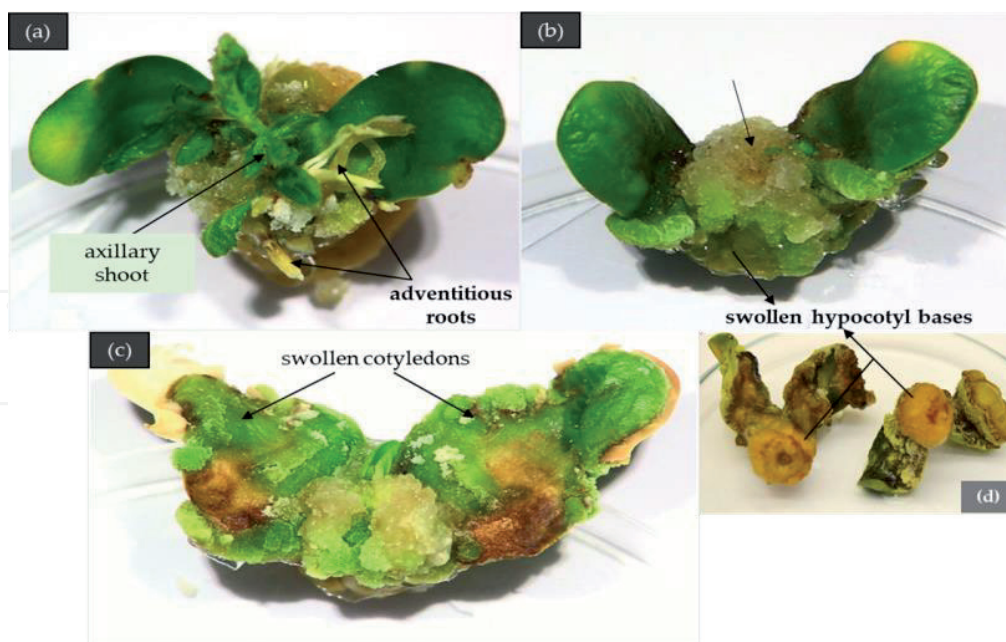 (a)
(b)
axillary
shoot
adventitious
roots
swollen hypocotyl bases
(c)
swollen cotyledons
(d)